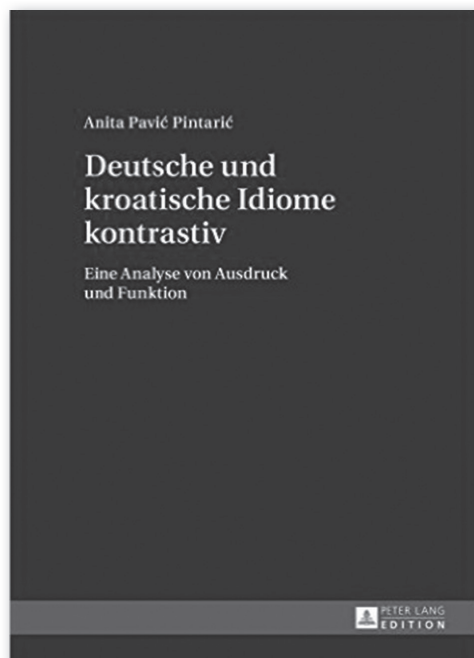 Anita Pavić Pintarić
Deutsche und
kroatische Idiome
kontrastiv
Eine Analyse von Ausdruck
und Funktion
PETER LANG
EDITION